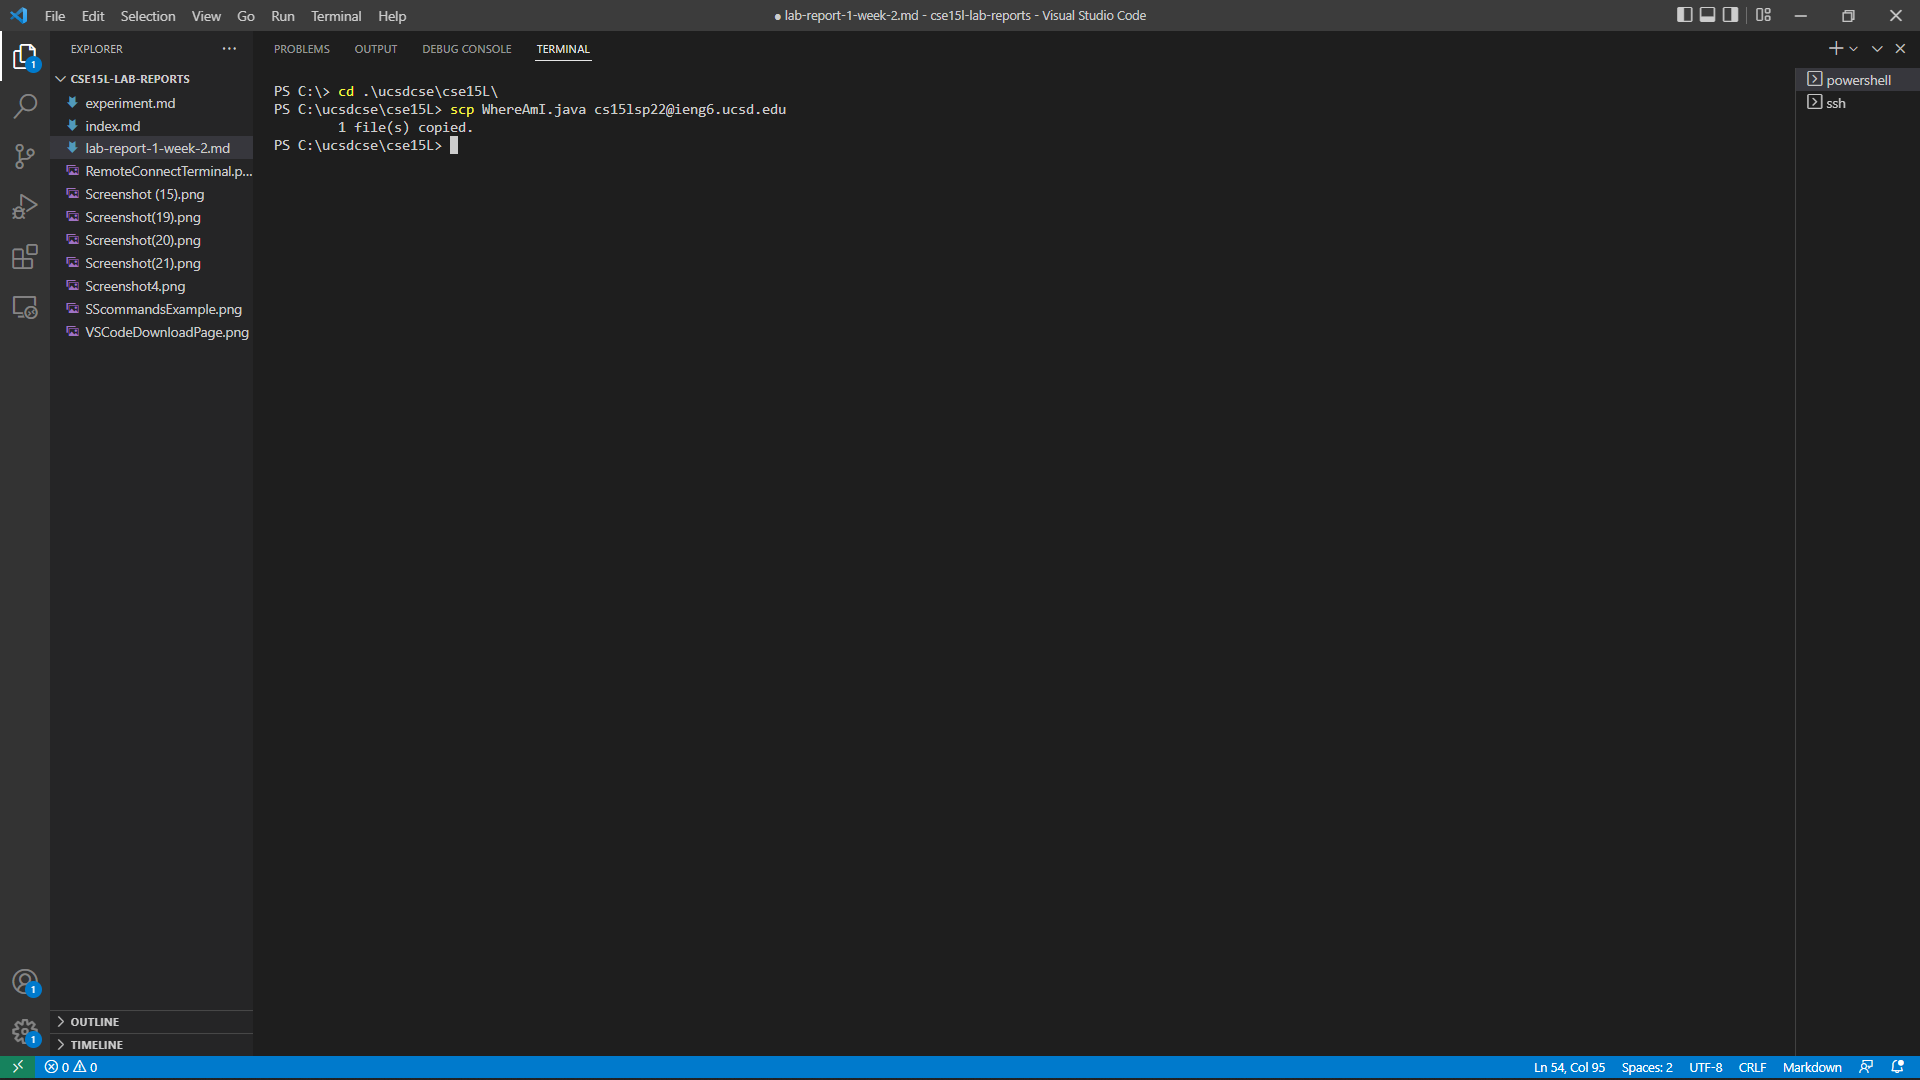 File Edit Selection View Go Run Terminal Help
● lab-report-1-week-2.md - cse15l-lab-reports - Visual Studio Code
EXPLORER ···
CSE15L-LAB-REPORTS
experiment.md
index.md
lab-report-1-week-2.md
RemoteConnectTerminal.p...
Screenshot (15).png
Screenshot(19).png
Screenshot(20).png
Screenshot(21).png
Screenshot4.png
SScommandsExample.png
VSCodeDownloadPage.png
OUTLINE
TIMELINE
1
1
1
PROBLEMS OUTPUT DEBUG CONSOLE TERMINAL
PS C:\> cd .\ucsdcse\cse15L\
PS C:\ucsdcse\cse15L> scp WhereAmI.java cs15lsp22@ieng6.ucsd.edu
1 file(s) copied.
PS C:\ucsdcse\cse15L>
powershell
ssh
0 0
Ln 54, Col 95 Spaces: 2 UTF-8 CRLF Markdown